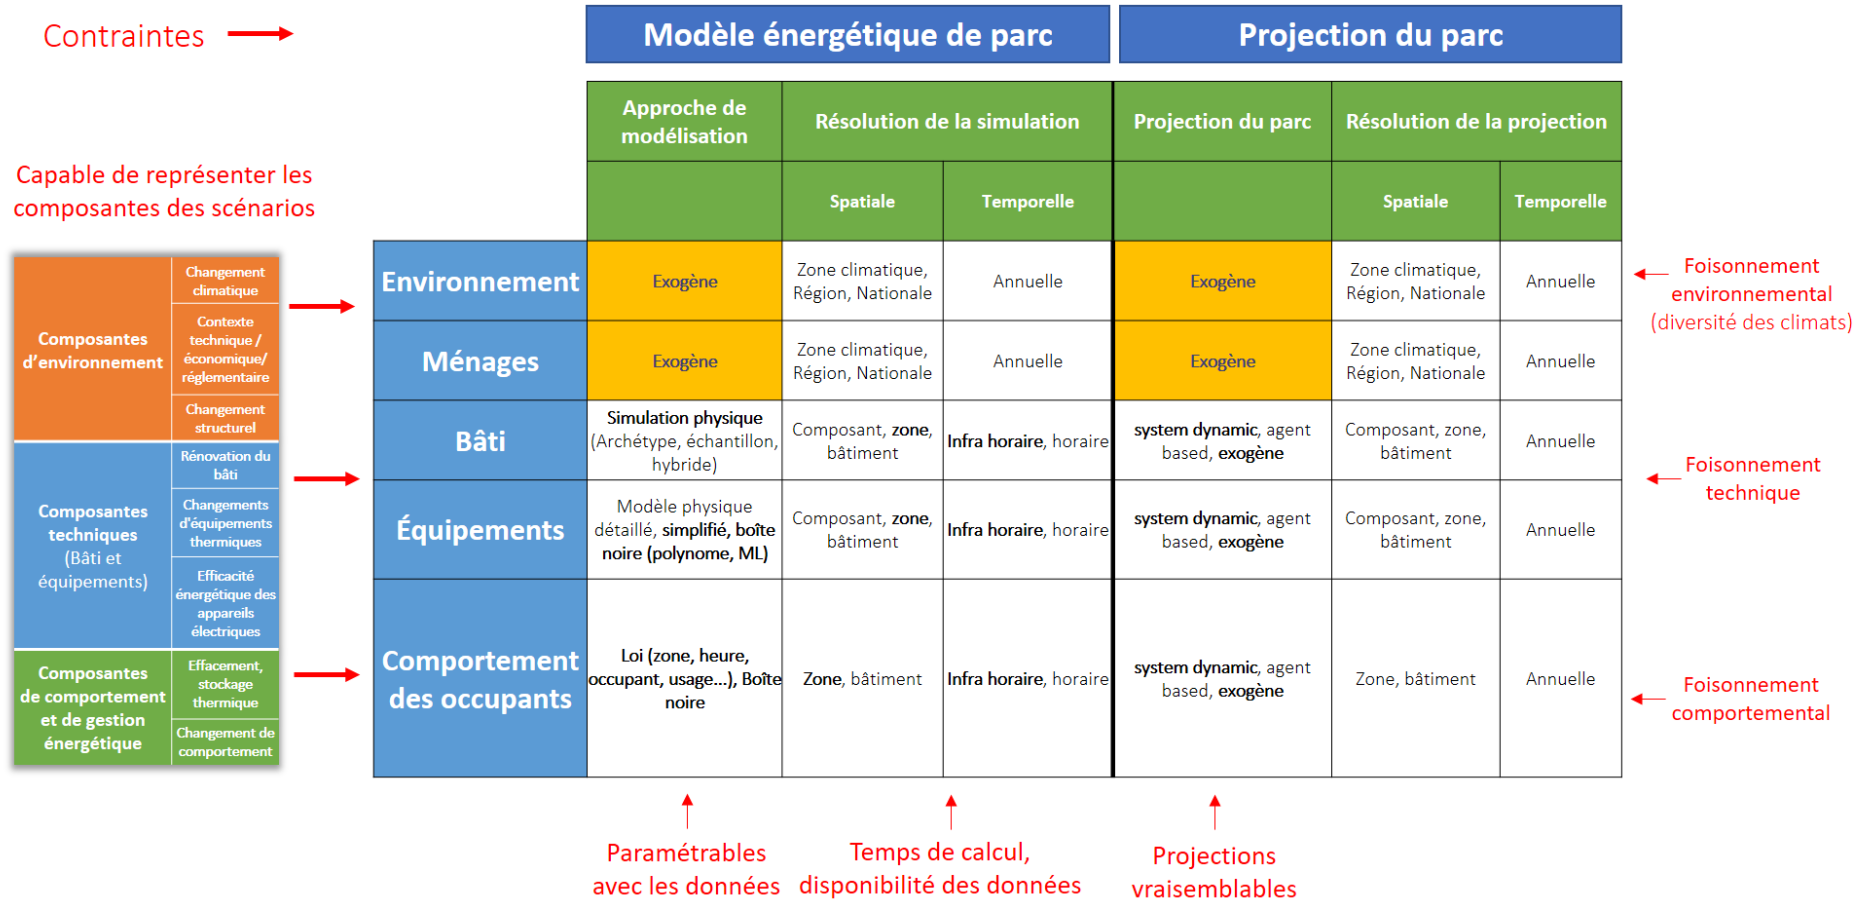 Contraintes
Modèle énergétique de parc
Projection du parc
Approche de
modélisation
Résolution de la simulation
Projection du parc
Résolution de la projection
Spatiale
Temporelle
Spatiale
Temporelle
Capable de représenter les
composantes des scénarios
Composantes
d'environnement
Changement
climatique
Contexte
technique /
économique/
réglementaire
Changement
structurel
Composantes
techniques
(Bâti et
équipements)
Rénovation du
bâti
Changements
d'équipements
thermiques
Efficacité
énergétique des
appareils
électriques
Composantes
de comportement
et de gestion
énergétique
Effacement,
stockage
thermique
Changement de
comportement
Environnement
Exogène
Zone climatique,
Région, Nationale
Annuelle
Exogène
Zone climatique,
Région, Nationale
Annuelle
Ménages
Exogène
Zone climatique,
Région, Nationale
Annuelle
Exogène
Zone climatique,
Région, Nationale
Annuelle
Bâti
Simulation physique
(Archétype, échantillon,
hybride)
Composant, zone,
bâtiment
Infra horaire, horaire
system dynamic, agent
based, exogène
Composant, zone,
bâtiment
Annuelle
Équipements
Modèle physique
détaillé, simplifié, boîte
noire (polynome, ML)
Composant, zone,
bâtiment
Infra horaire, horaire
system dynamic, agent
based, exogène
Composant, zone,
bâtiment
Annuelle
Comportement
des occupants
Loi (zone, heure,
occupant, usage...), Boîte
noire
Zone, bâtiment
Infra horaire, horaire
system dynamic, agent
based, exogène
Zone, bâtiment
Annuelle
Foisonnement
environnemental
(diversité des climats)
Foisonnement
technique
Foisonnement
comportemental
Paramétrables
avec les données
Temps de calcul,
disponibilité des données
Projections
vraisemblables